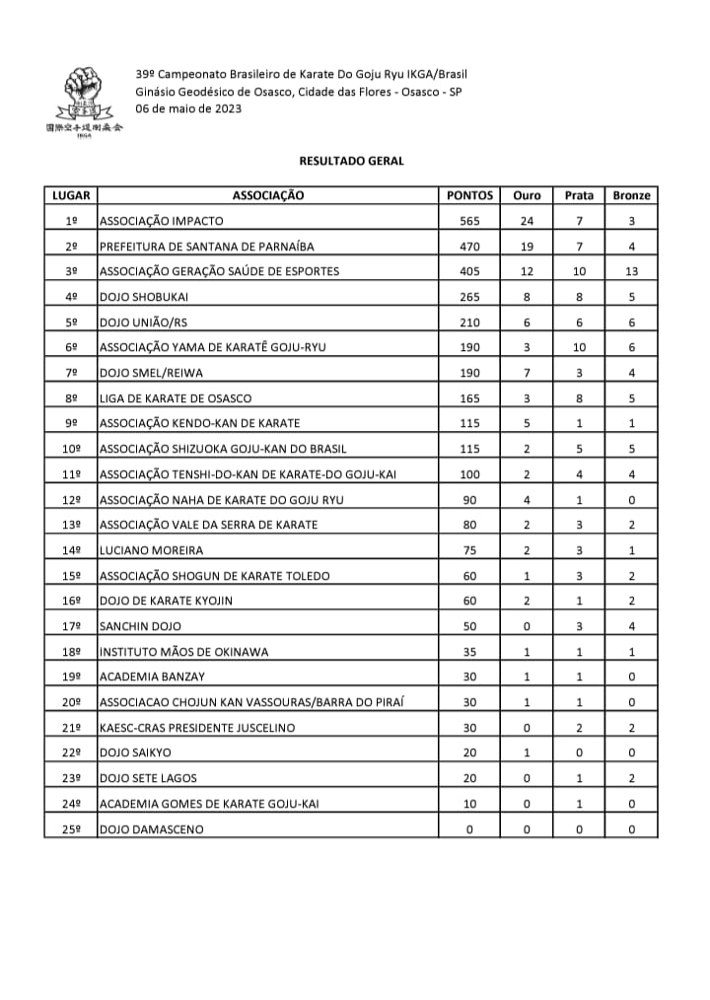 39º Campeonato Brasileiro de Karate Do Goju Ryu IKGA/Brasil
Ginásio Geodésico de Osasco, Cidade das Flores - Osasco - SP
06 de maio de 2023
IKGA
RESULTADO GERAL
LUGAR ASSOCIAÇÃO PONTOS Ouro Prata Bronze
1º ASSOCIAÇÃO IMPACTO 565 24 7 3
2º PREFEITURA DE SANTANA DE PARNAÍBA 470 19 7 4
3º ASSOCIAÇÃO GERAÇÃO SAÚDE DE ESPORTES 405 12 10 13
4º DOJO SHOBUKAI 265 8 8 5
5º DOJO UNIÃO/RS 210 6 6 6
6º ASSOCIAÇÃO YAMA DE KARATÊ GOJU-RYU 190 3 10 6
7º DOJO SMEL/REIWA 190 7 3 4
8º LIGA DE KARATE DE OSASCO 165 3 8 5
9º ASSOCIAÇÃO KENDO-KAN DE KARATE 115 5 1 1
10º ASSOCIAÇÃO SHIZUOKA GOJU-KAN DO BRASIL 115 2 5 5
11º ASSOCIAÇÃO TENSHI-DO-KAN DE KARATE-DO GOJU-KAI 100 2 4 4
12º ASSOCIAÇÃO NAHA DE KARATE DO GOJU RYU 90 4 1 0
13º ASSOCIAÇÃO VALE DA SERRA DE KARATE 80 2 3 2
14º LUCIANO MOREIRA 75 2 3 1
15º ASSOCIAÇÃO SHOGUN DE KARATE TOLEDO 60 1 3 2
16º DOJO DE KARATE KYOJIN 60 2 1 2
17º SANCHIN DOJO 50 0 3 4
18º INSTITUTO MÃOS DE OKINAWA 35 1 1 1
19º ACADEMIA BANZAY 30 1 1 0
20º ASSOCIACAO CHOJUN KAN VASSOURAS/BARRA DO PIRAÍ 30 1 1 0
21º KAESC-CRAS PRESIDENTE JUSCELINO 30 0 2 2
22º DOJO SAIKYO 20 1 0 0
23º DOJO SETE LAGOS 20 0 1 2
24º ACADEMIA GOMES DE KARATE GOJU-KAI 10 0 1 0
25º DOJO DAMASCENO 0 0 0 0